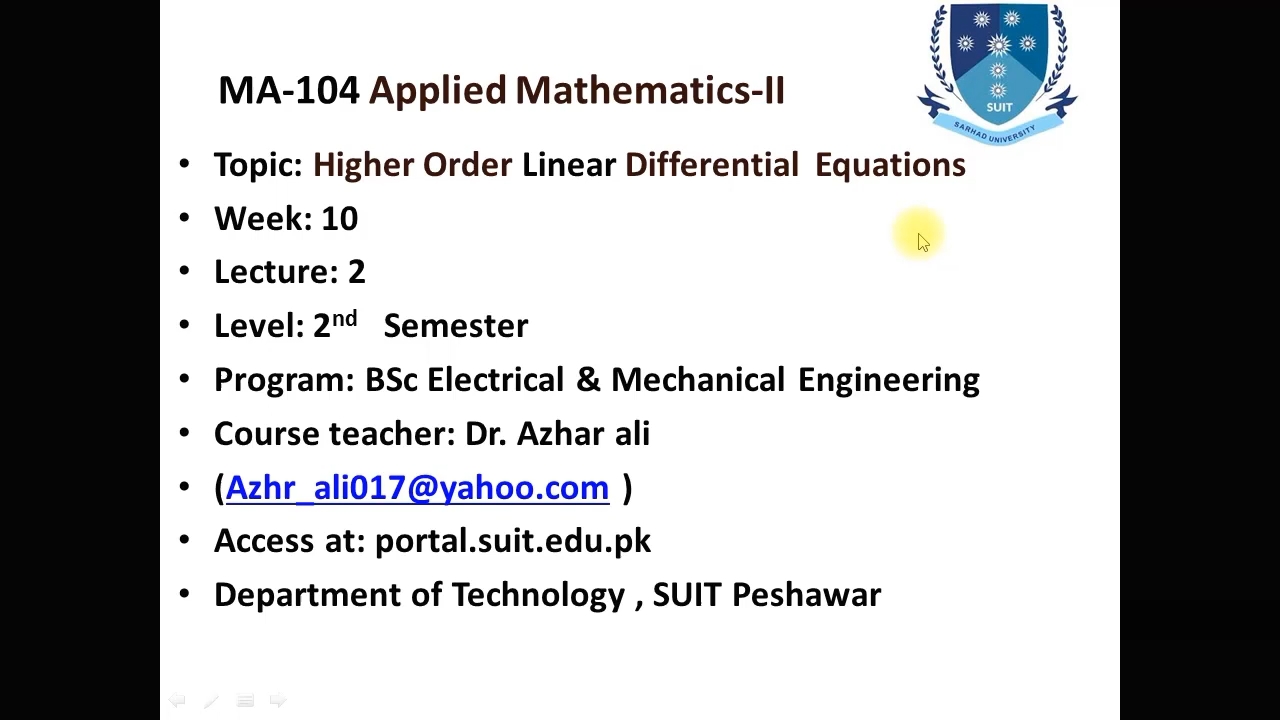 SUIT
SARHAD UNIVERSITY
MA-104 Applied Mathematics-II
• Topic: Higher Order Linear Differential Equations
• Week: 10
• Lecture: 2
• Level: 2nd Semester
• Program: BSc Electrical & Mechanical Engineering
• Course teacher: Dr. Azhar ali
• (Azhr_ali017@yahoo.com )
• Access at: portal.suit.edu.pk
• Department of Technology , SUIT Peshawar